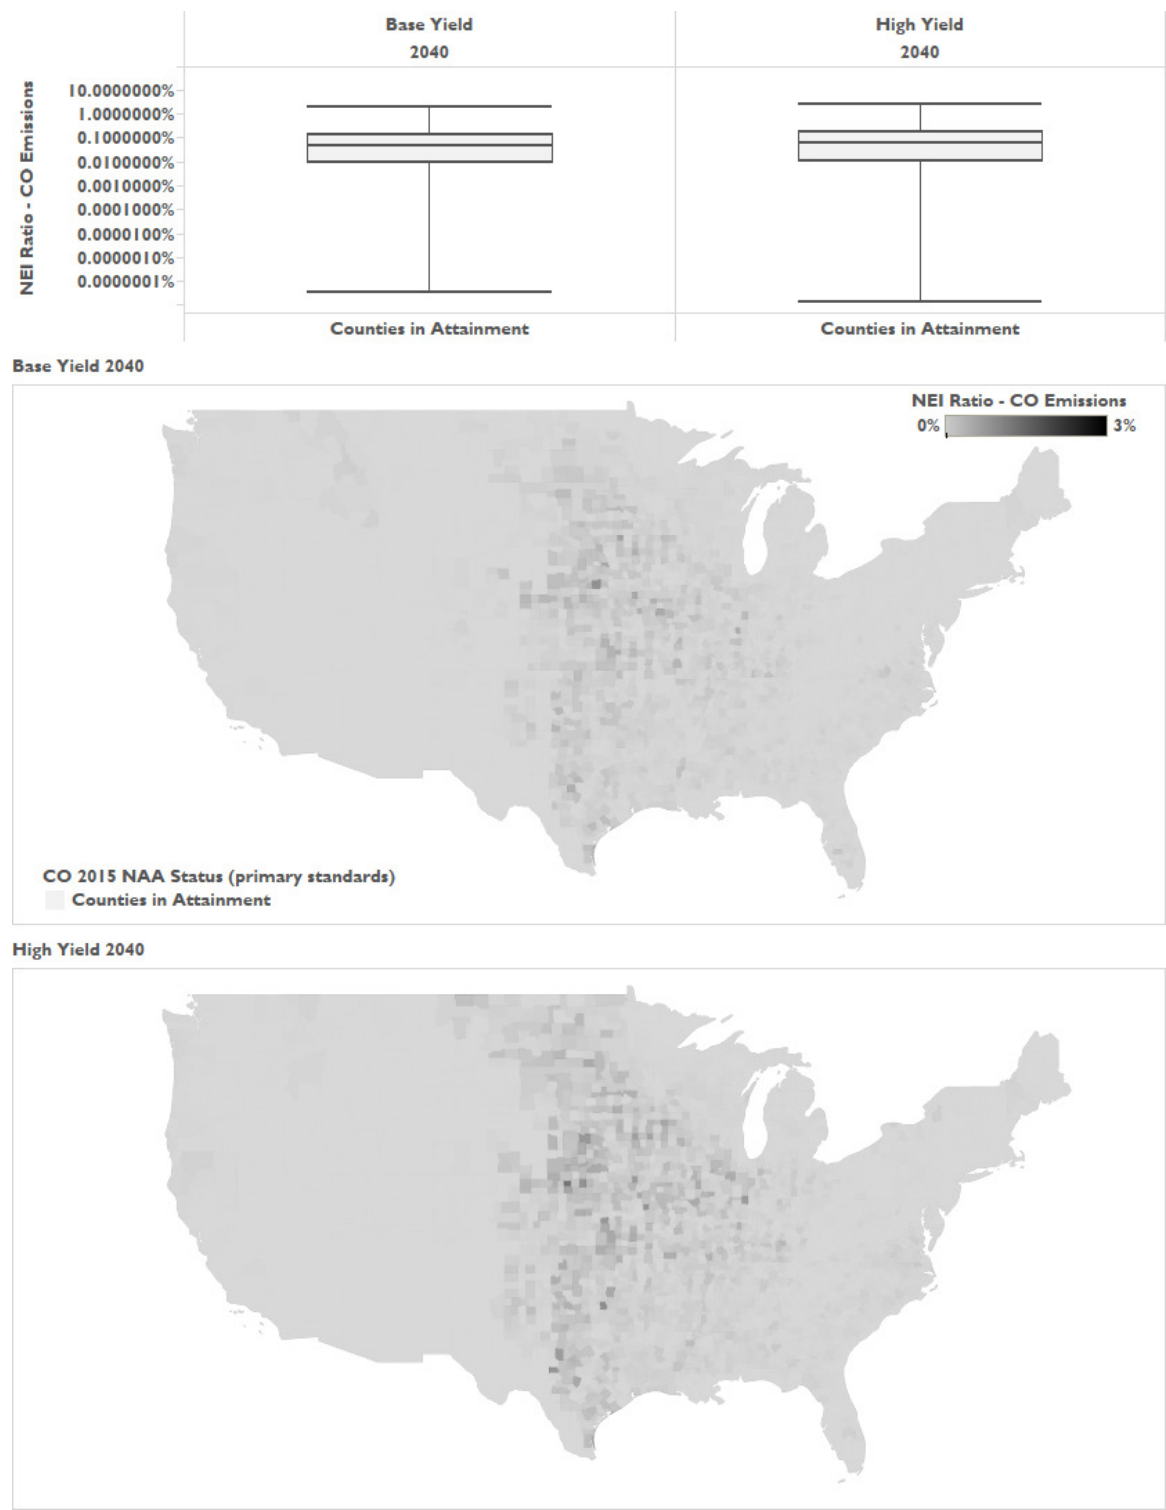 Base Yield
High Yield
2040
2040
NEI Ratio - CO Emissions
10.0000000%
1.0000000%
0.1000000%
0.0100000%
0.0010000%
0.0001000%
0.0000100%
0.0000010%
0.0000001%
Counties in Attainment
Counties in Attainment
Base Yield 2040
NEI Ratio - CO Emissions
0% 3%
CO 2015 NAA Status (primary standards)
Counties in Attainment
High Yield 2040